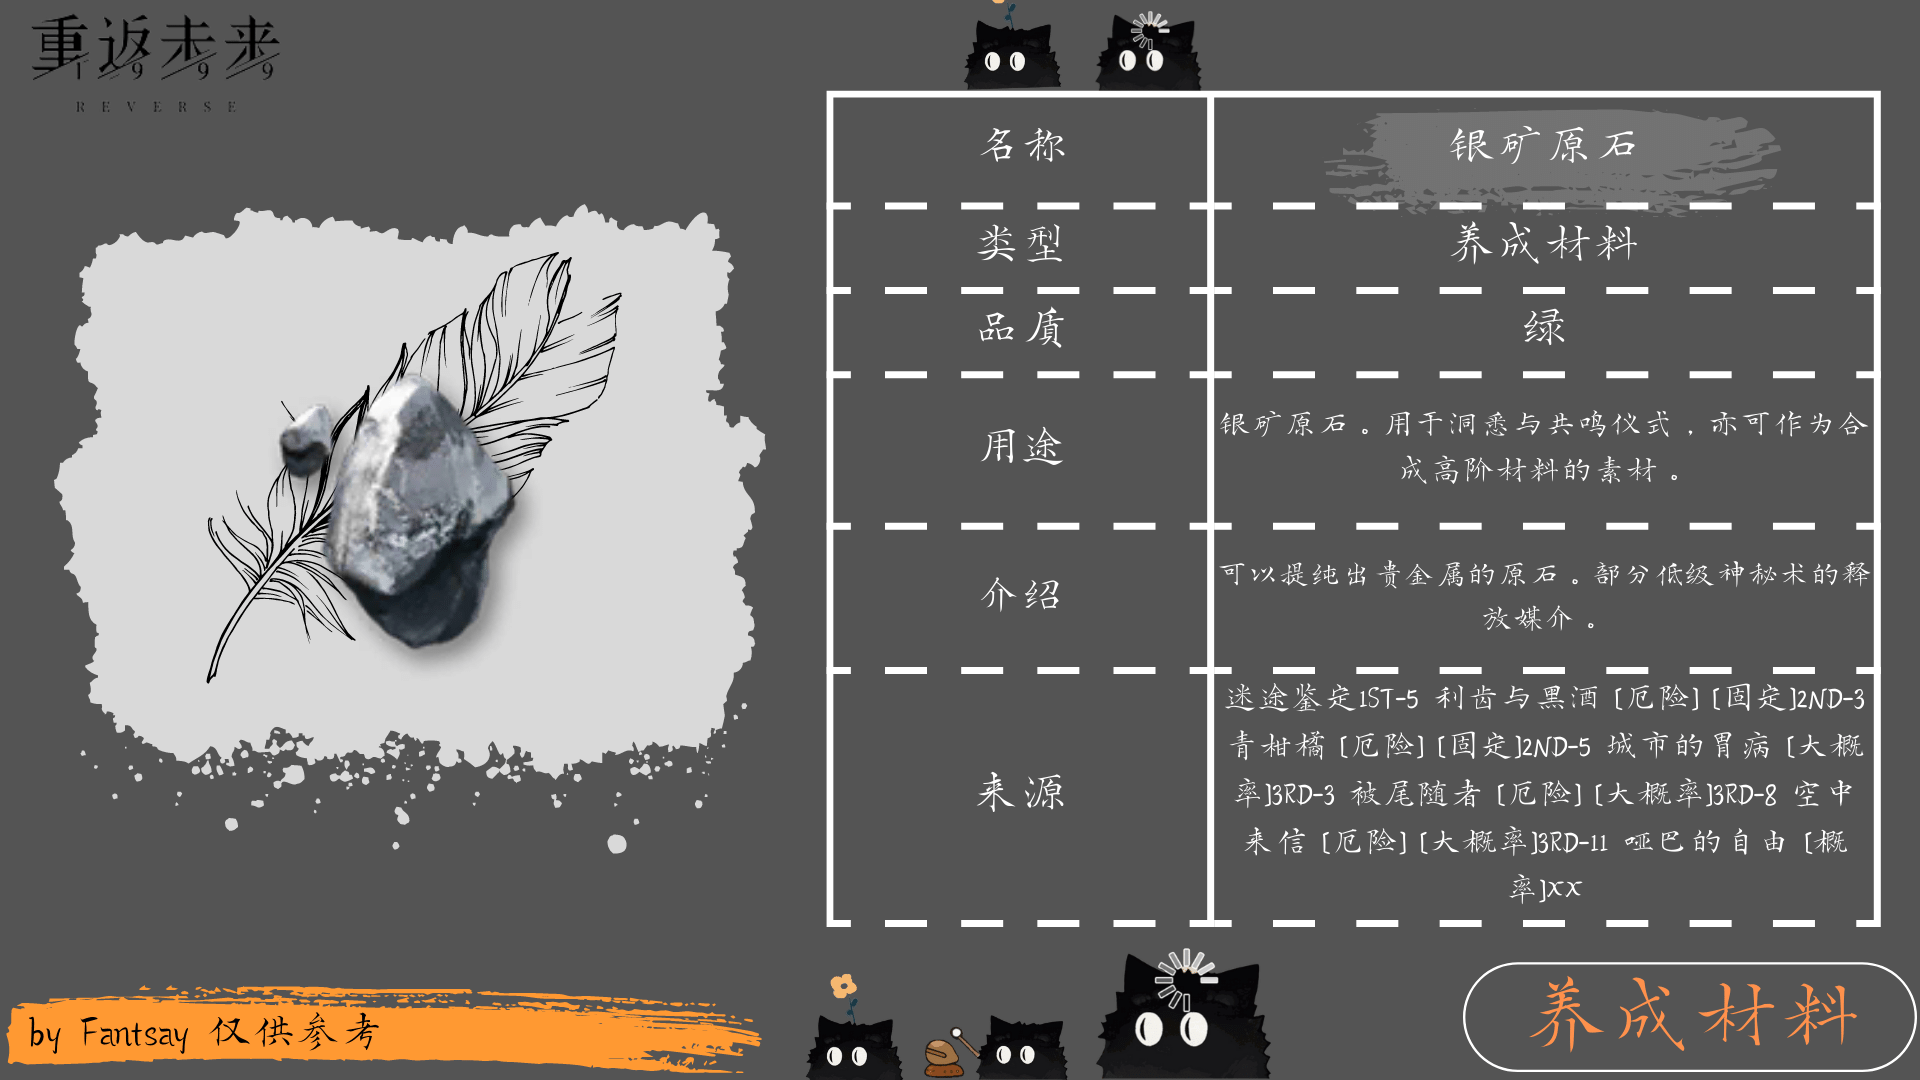 重返未来
1999
REVERSE
名称
银矿原石
类型
养成材料
品质
绿
用途
银矿原石。用于洞悉与共鸣仪式，亦可作为合
成高阶材料的素材。
介绍
可以提纯出贵金属的原石。部分低级神秘术的释
放媒介。
来源
迷途鉴定1ST-5 利齿与黑酒 [厄险] [固定]2ND-3
青柑橘 [厄险] [固定]2ND-5 城市的胃病 [大概
率]3RD-3 被尾随者 [厄险] [大概率]3RD-8 空中
来信 [厄险] [大概率]3RD-11 哑巴的自由 [概
率]XX
by Fantsay 仅供参考
养成材料